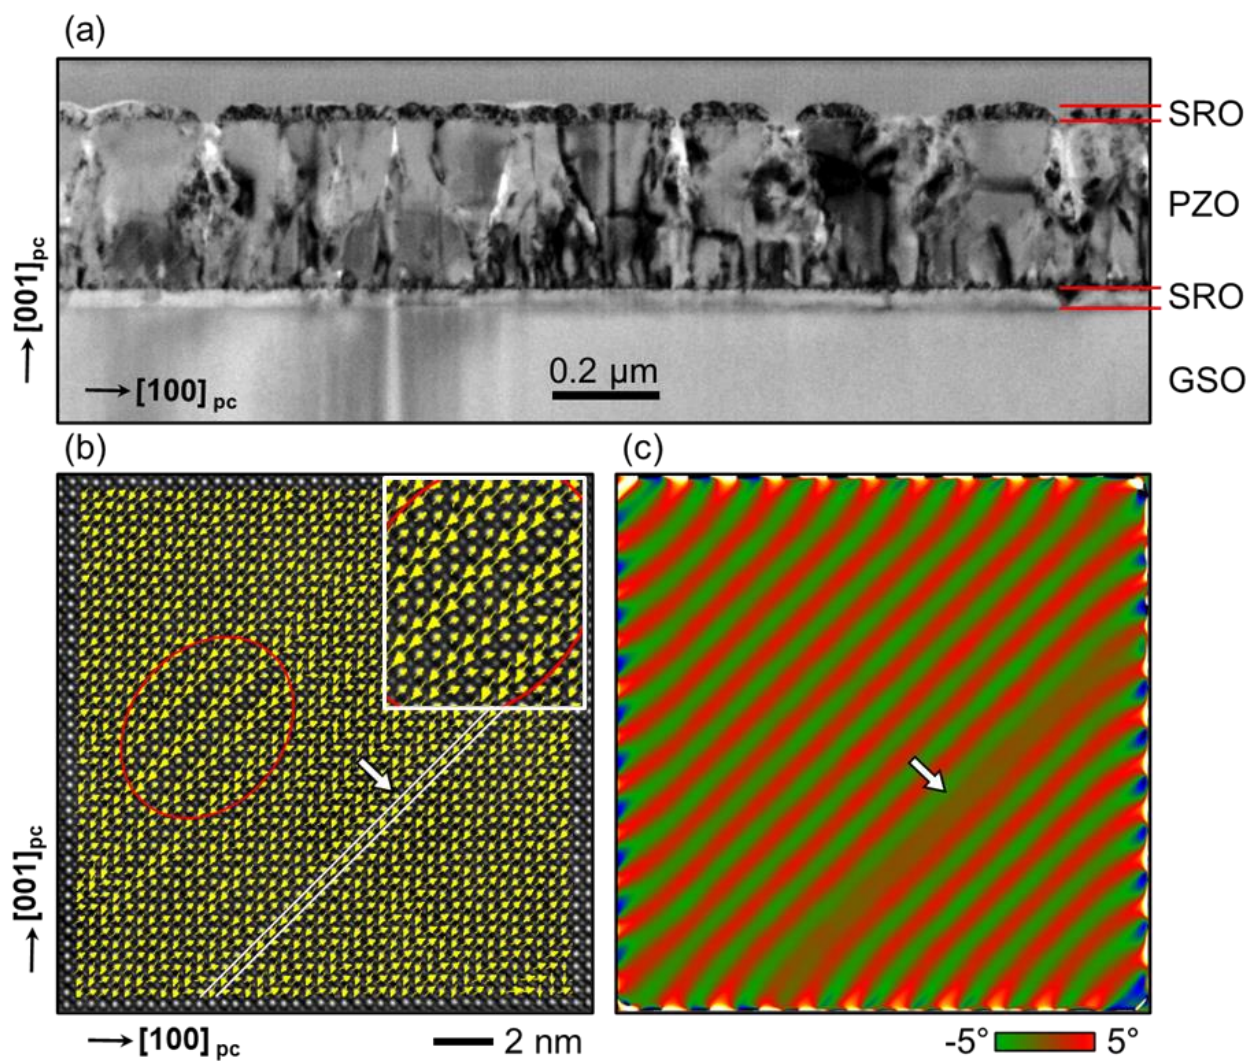 (a)
SRO
PZO
SRO
GSO
→[001]pc
→[100] pc
0.2 µm
(b)
(c)
→[001]pc
→[100] pc
2 nm
-5° 5°